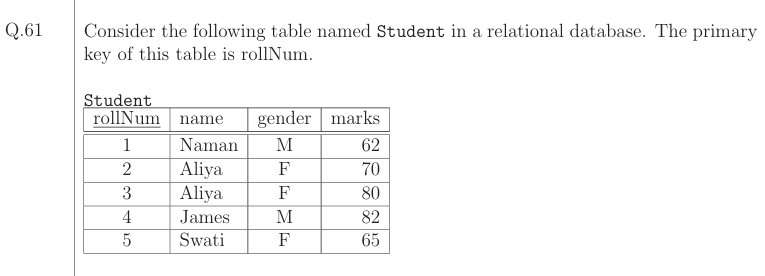 Q.61 Consider the following table named Student in a relational database. The primary
key of this table is rollNum.
Student
rollNum name gender marks
1 Naman M 62
2 Aliya F 70
3 Aliya F 80
4 James M 82
5 Swati F 65